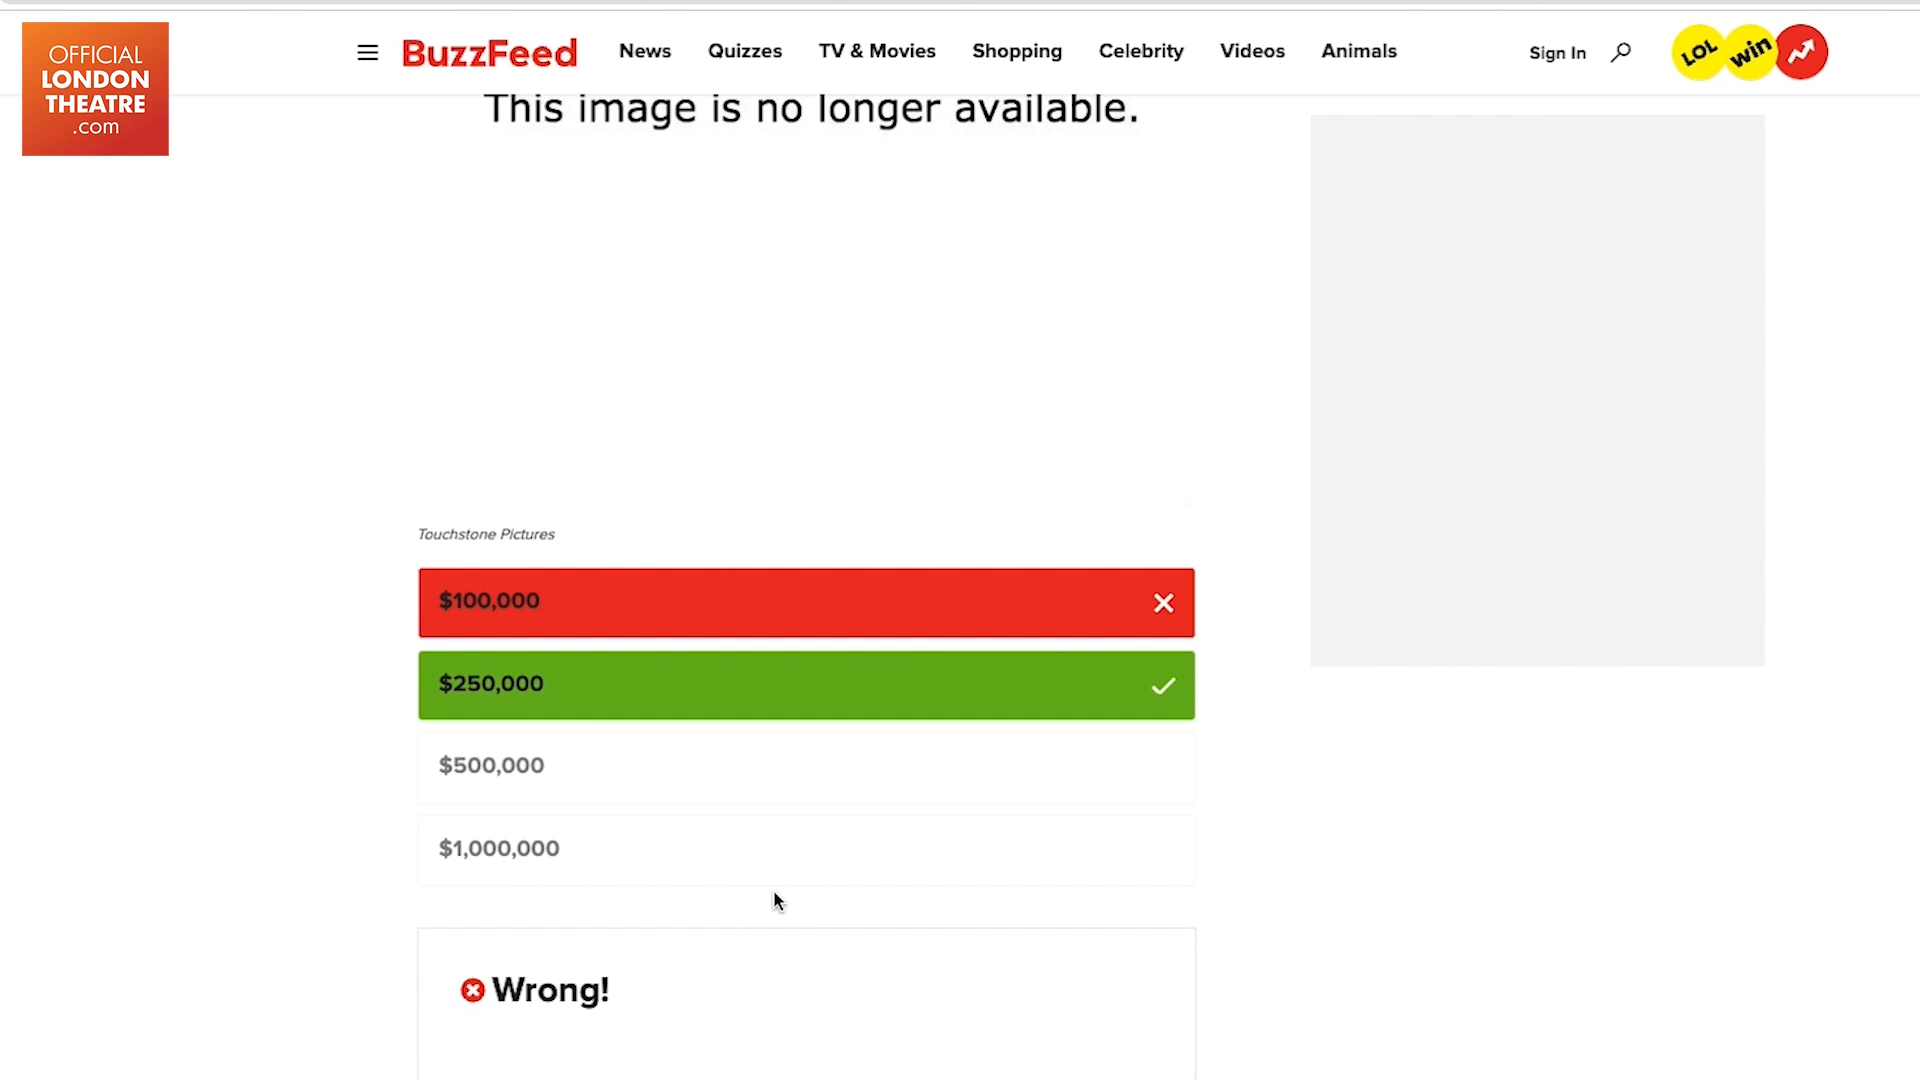 OFFICIAL
LONDON
THEATRE
.com
BuzzFeed News Quizzes TV & Movies Shopping Celebrity Videos Animals Sign In LOL win
This image is no longer available.
Touchstone Pictures
$100,000
$250,000
$500,000
$1,000,000
Wrong!